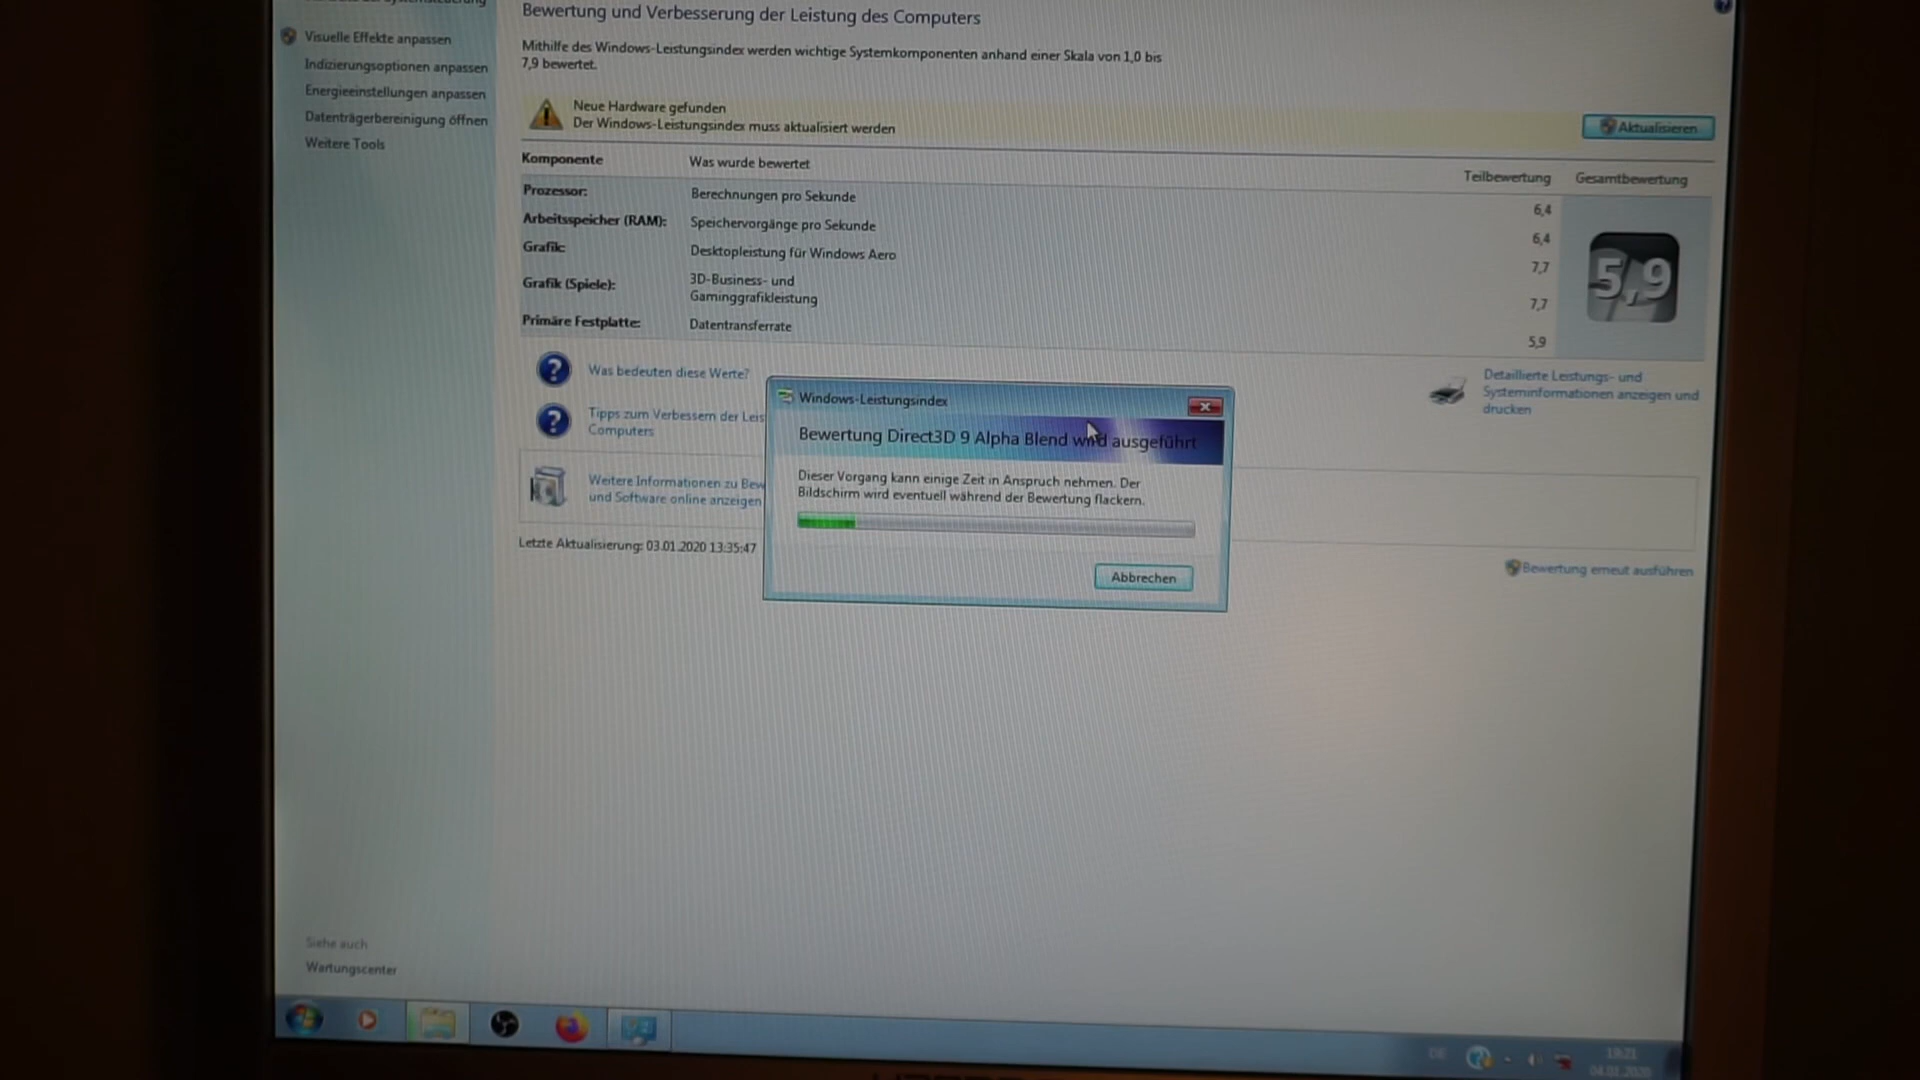 Bewertung und Verbesserung der Leistung des Computers
Visuelle Effekte anpassen
Indizierungsoptionen anpassen
Energieeinstellungen anpassen
Datenträgerbereinigung öffnen
Weitere Tools
Mithilfe des Windows-Leistungsindex werden wichtige Systemkomponenten anhand einer Skala von 1,0 bis
7,9 bewertet.
Neue Hardware gefunden
Der Windows-Leistungsindex muss aktualisiert werden
Aktualisieren
Komponente Was wurde bewertet Teilbewertung Gesamtbewertung
Prozessor: Berechnungen pro Sekunde 6,4
Arbeitsspeicher (RAM): Speichervorgänge pro Sekunde 6,4
Grafik: Desktopleistung für Windows Aero 7,7
Grafik (Spiele): 3D-Business- und
Gaminggrafikleistung 7,7
Primäre Festplatte: Datentransferrate 5,9
5,9
Was bedeuten diese Werte?
Tipps zum Verbessern der Leis
Computers
Detaillierte Leistungs- und
Systeminformationen anzeigen und
drucken
Weitere Informationen zu Bew
und Software online anzeigen
Letzte Aktualisierung: 03.01.2020 13:35:47
Bewertung erneut ausführen
Windows-Leistungsindex
Bewertung Direct3D 9 Alpha Blend wird ausgeführt
Dieser Vorgang kann einige Zeit in Anspruch nehmen. Der
Bildschirm wird eventuell während der Bewertung flackern.
Abbrechen
Siehe auch
Wartungscenter
DE
19:21
04.01.2020